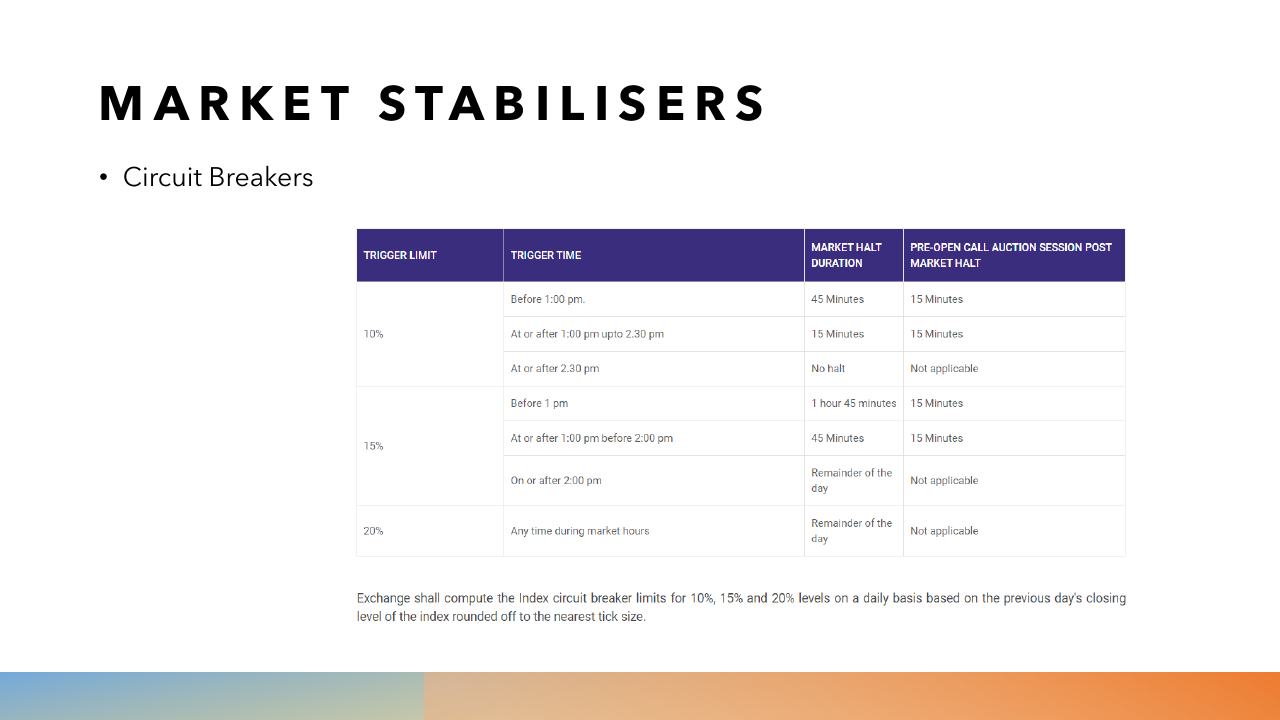 MARKET STABILISERS
• Circuit Breakers
TRIGGER LIMIT TRIGGER TIME MARKET HALT DURATION PRE-OPEN CALL AUCTION SESSION POST MARKET HALT
10% Before 1:00 pm. 45 Minutes 15 Minutes
At or after 1:00 pm upto 2.30 pm 15 Minutes 15 Minutes
At or after 2.30 pm No halt Not applicable
15% Before 1 pm 1 hour 45 minutes 15 Minutes
At or after 1:00 pm before 2:00 pm 45 Minutes 15 Minutes
On or after 2:00 pm Remainder of the day Not applicable
20% Any time during market hours Remainder of the day Not applicable
Exchange shall compute the Index circuit breaker limits for 10%, 15% and 20% levels on a daily basis based on the previous day's closing
level of the index rounded off to the nearest tick size.